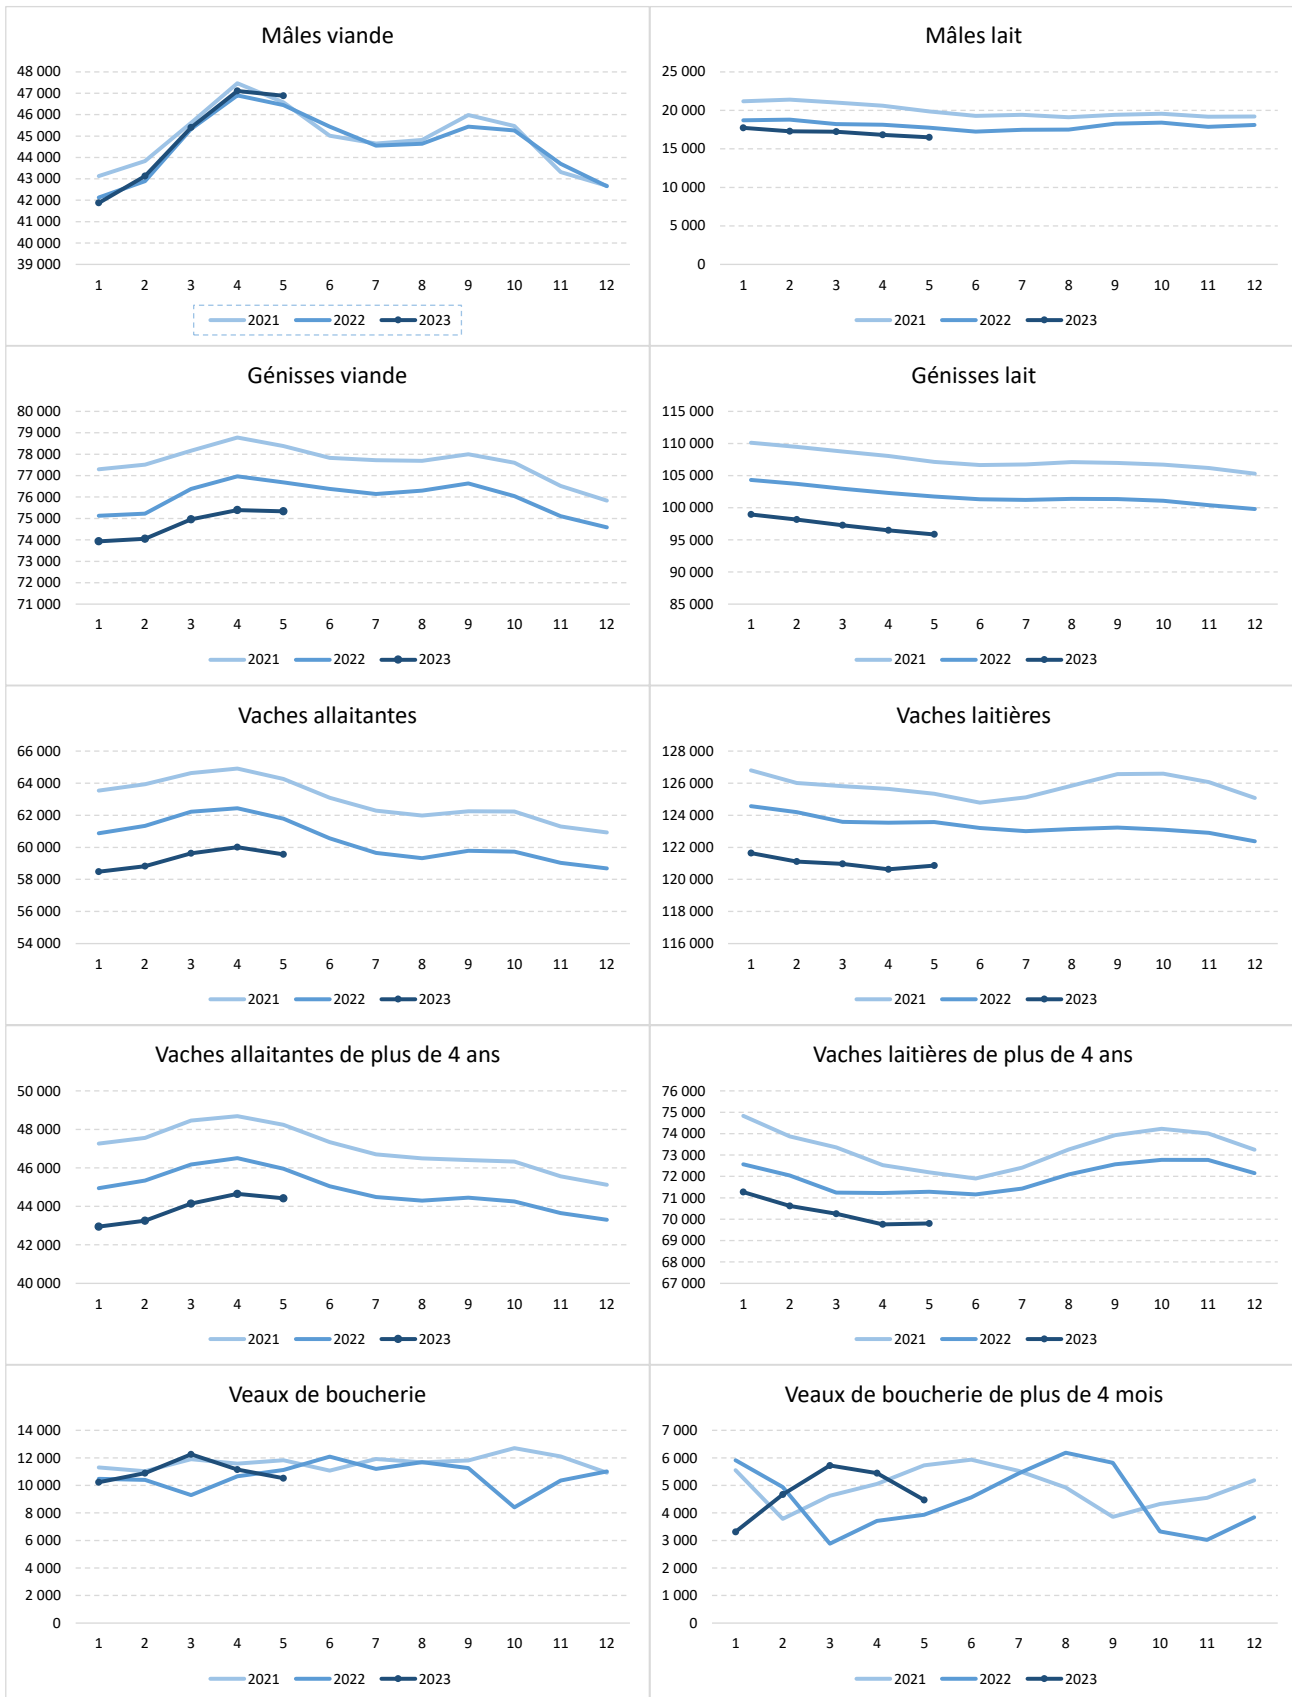 Mâles viande
48 000
47 000
46 000
45 000
44 000
43 000
42 000
41 000
40 000
39 000
1 2 3 4 5 6 7 8 9 10 11 12
2021 2022 2023
Mâles lait
25 000
20 000
15 000
10 000
5 000
0
1 2 3 4 5 6 7 8 9 10 11 12
2021 2022 2023
Génisses viande
80 000
79 000
78 000
77 000
76 000
75 000
74 000
73 000
72 000
71 000
1 2 3 4 5 6 7 8 9 10 11 12
2021 2022 2023
Génisses lait
115 000
110 000
105 000
100 000
95 000
90 000
85 000
1 2 3 4 5 6 7 8 9 10 11 12
2021 2022 2023
Vaches allaitantes
66 000
64 000
62 000
60 000
58 000
56 000
54 000
1 2 3 4 5 6 7 8 9 10 11 12
2021 2022 2023
Vaches laitières
128 000
126 000
124 000
122 000
120 000
118 000
116 000
1 2 3 4 5 6 7 8 9 10 11 12
2021 2022 2023
Vaches allaitantes de plus de 4 ans
50 000
48 000
46 000
44 000
42 000
40 000
1 2 3 4 5 6 7 8 9 10 11 12
2021 2022 2023
Vaches laitières de plus de 4 ans
76 000
75 000
74 000
73 000
72 000
71 000
70 000
69 000
68 000
67 000
1 2 3 4 5 6 7 8 9 10 11 12
2021 2022 2023
Veaux de boucherie
14 000
12 000
10 000
8 000
6 000
4 000
2 000
0
1 2 3 4 5 6 7 8 9 10 11 12
2021 2022 2023
Veaux de boucherie de plus de 4 mois
7 000
6 000
5 000
4 000
3 000
2 000
1 000
0
1 2 3 4 5 6 7 8 9 10 11 12
2021 2022 2023